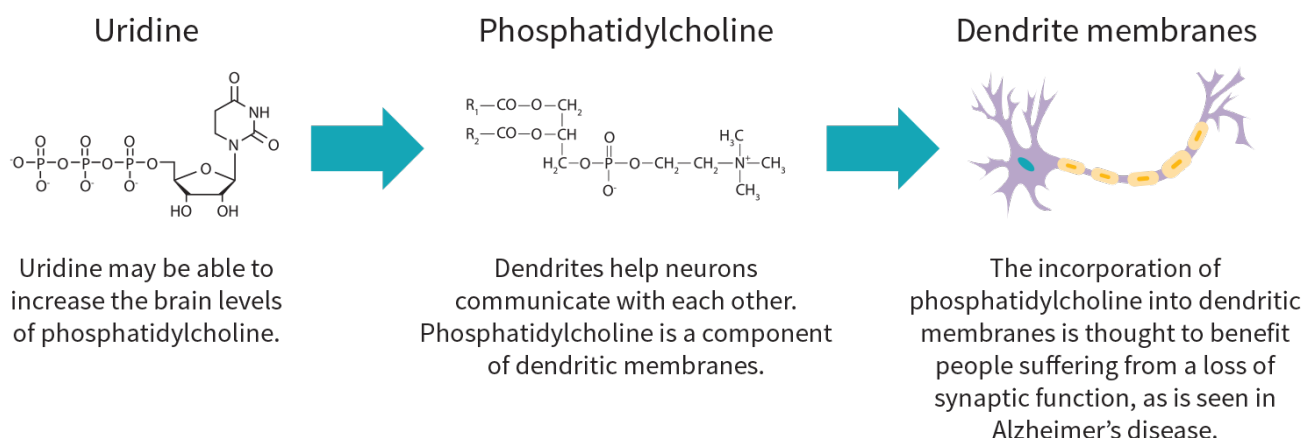 Uridine
Phosphatidylcholine
Dendrite membranes
O
NH
N
O
O O O
-O-P-O-P-O-P-O
O- O- O-
O
HO OH
R1-CO-O-CH2
R2-CO-O-CH
H2C-O-P-O-CH2-CH2-N+-CH3
O
O-
H3C
CH3
Uridine may be able to
increase the brain levels
of phosphatidylcholine.
Dendrites help neurons
communicate with each other.
Phosphatidylcholine is a component
of dendritic membranes.
The incorporation of
phosphatidylcholine into dendritic
membranes is thought to benefit
people suffering from a loss of
synaptic function, as is seen in
Alzheimer's disease.